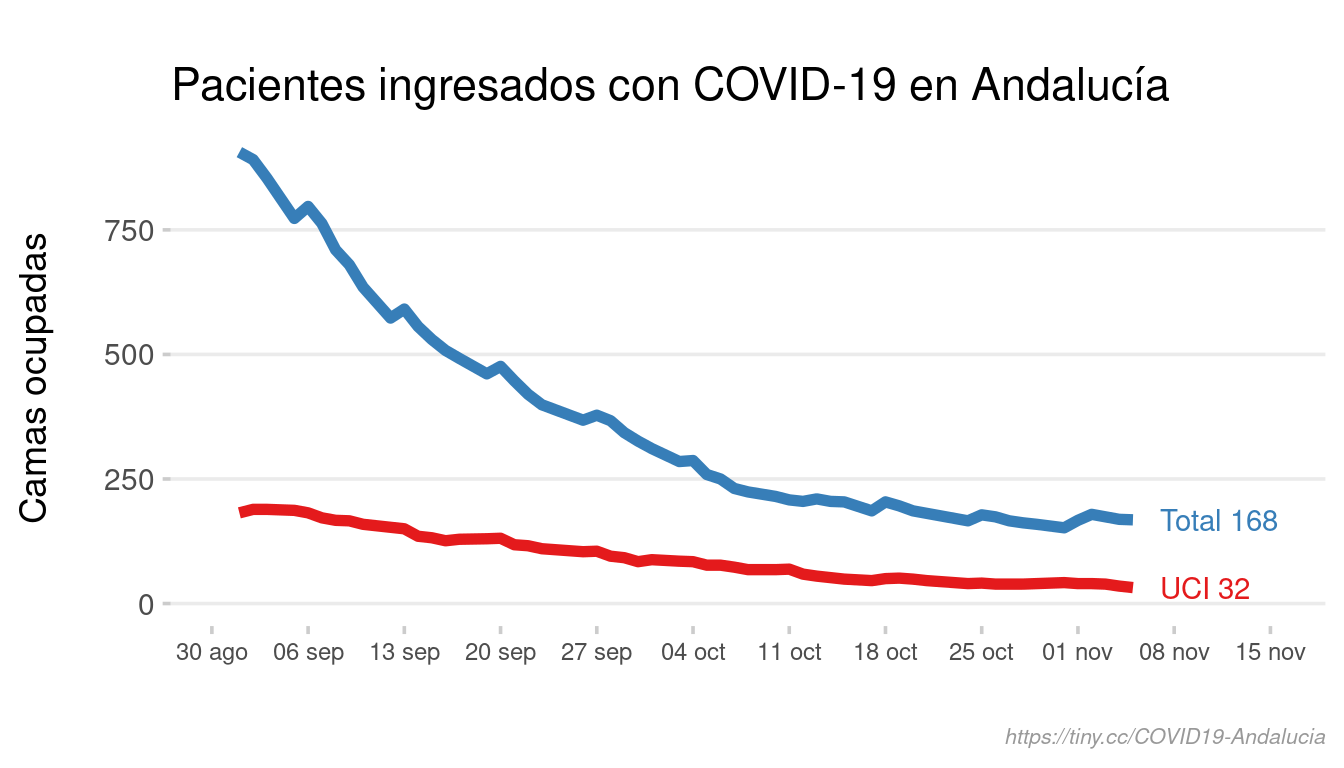 Pacientes ingresados con COVID-19 en Andalucía
Camas ocupadas
750
500
250
0
Total 168
UCI 32
30 ago 06 sep 13 sep 20 sep 27 sep 04 oct 11 oct 18 oct 25 oct 01 nov 08 nov 15 nov
https://tiny.cc/COVID19-Andalucia